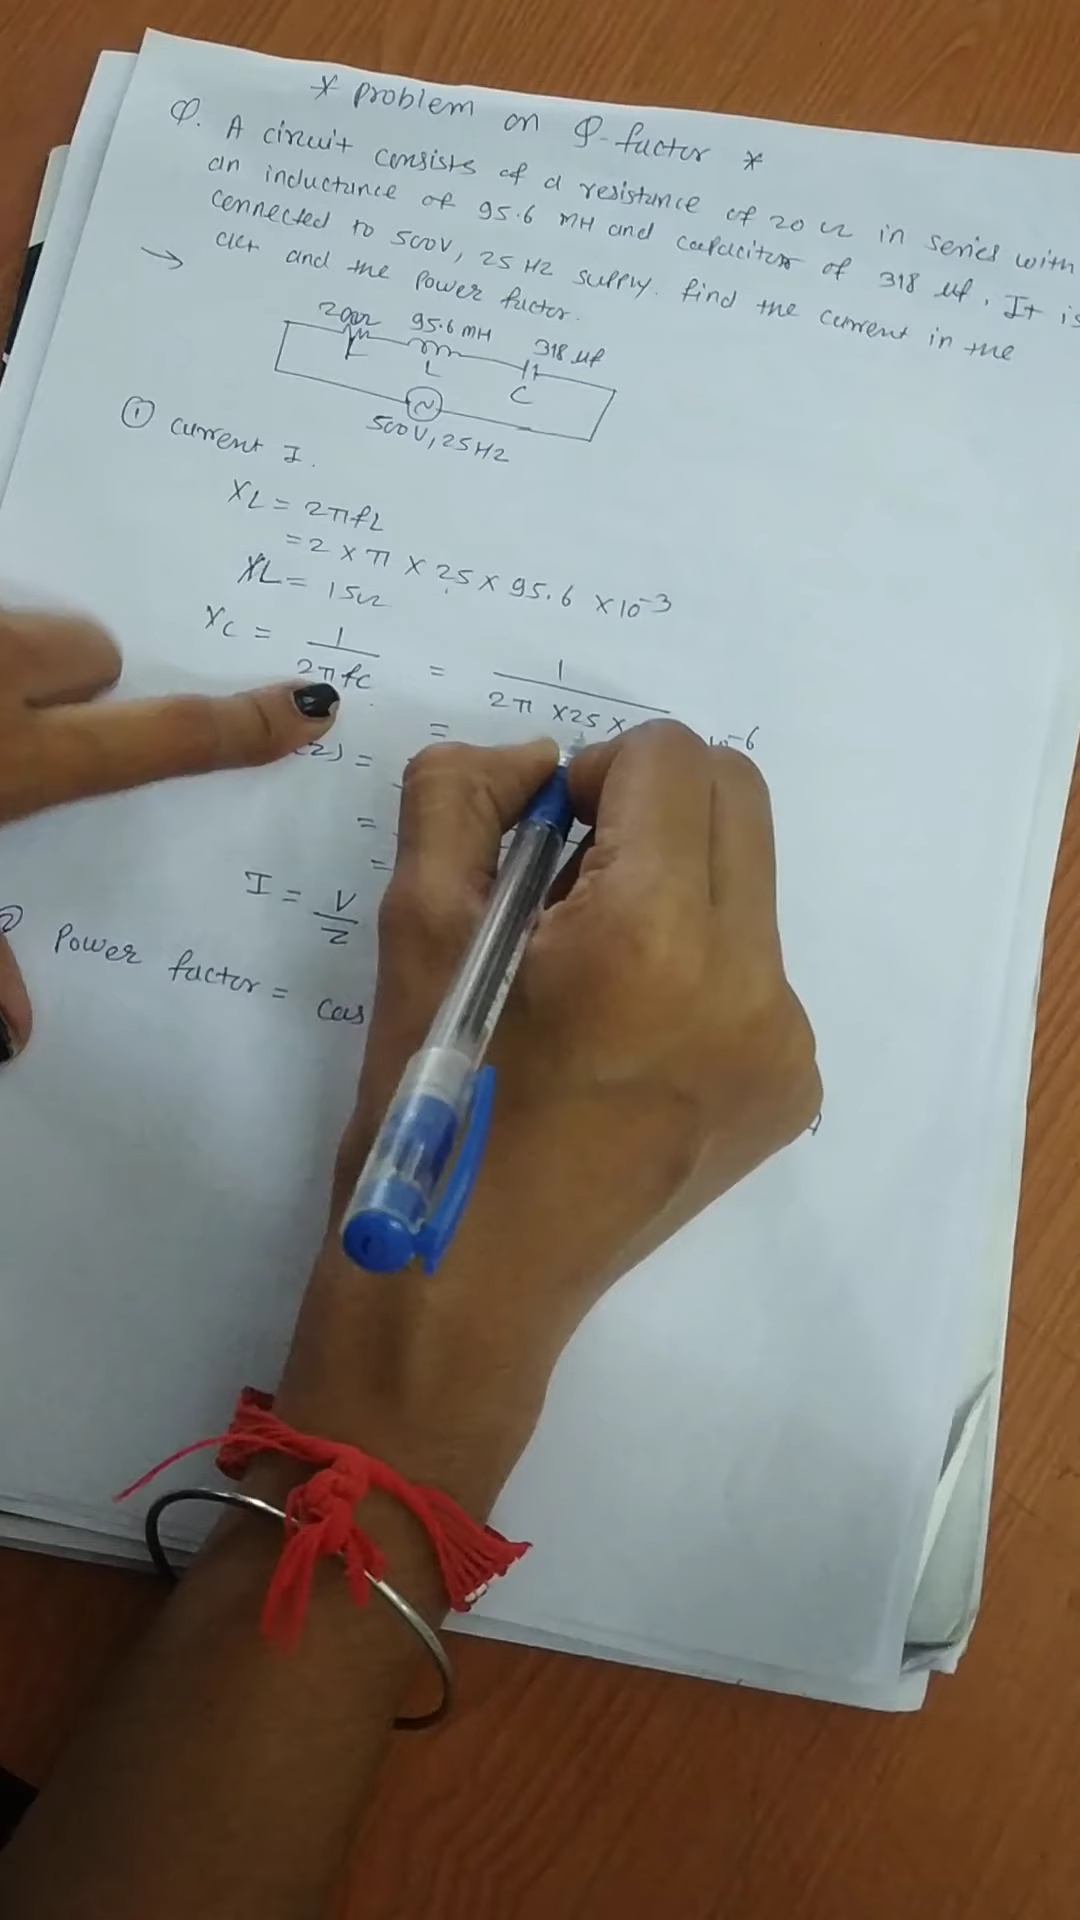 * Problem on Q-factor *
Q. A circuit consists of a resistance of 20 Ω in series with
an inductance of 95.6 mH and capacitor of 318 μf. It is
connected to 500V, 25 Hz supply. find the current in the
ckt and the power factor.
→
20Ω 95.6 mH 318 μf
L C
500V, 25Hz
① current I.
XL = 2πfL
= 2 × π × 25 × 95.6 × 10-3
XL = 15Ω
XC = 1/2πfC = 1/2π × 25 × -6
=
=
=
=
I = V/Z
Power factor = cos